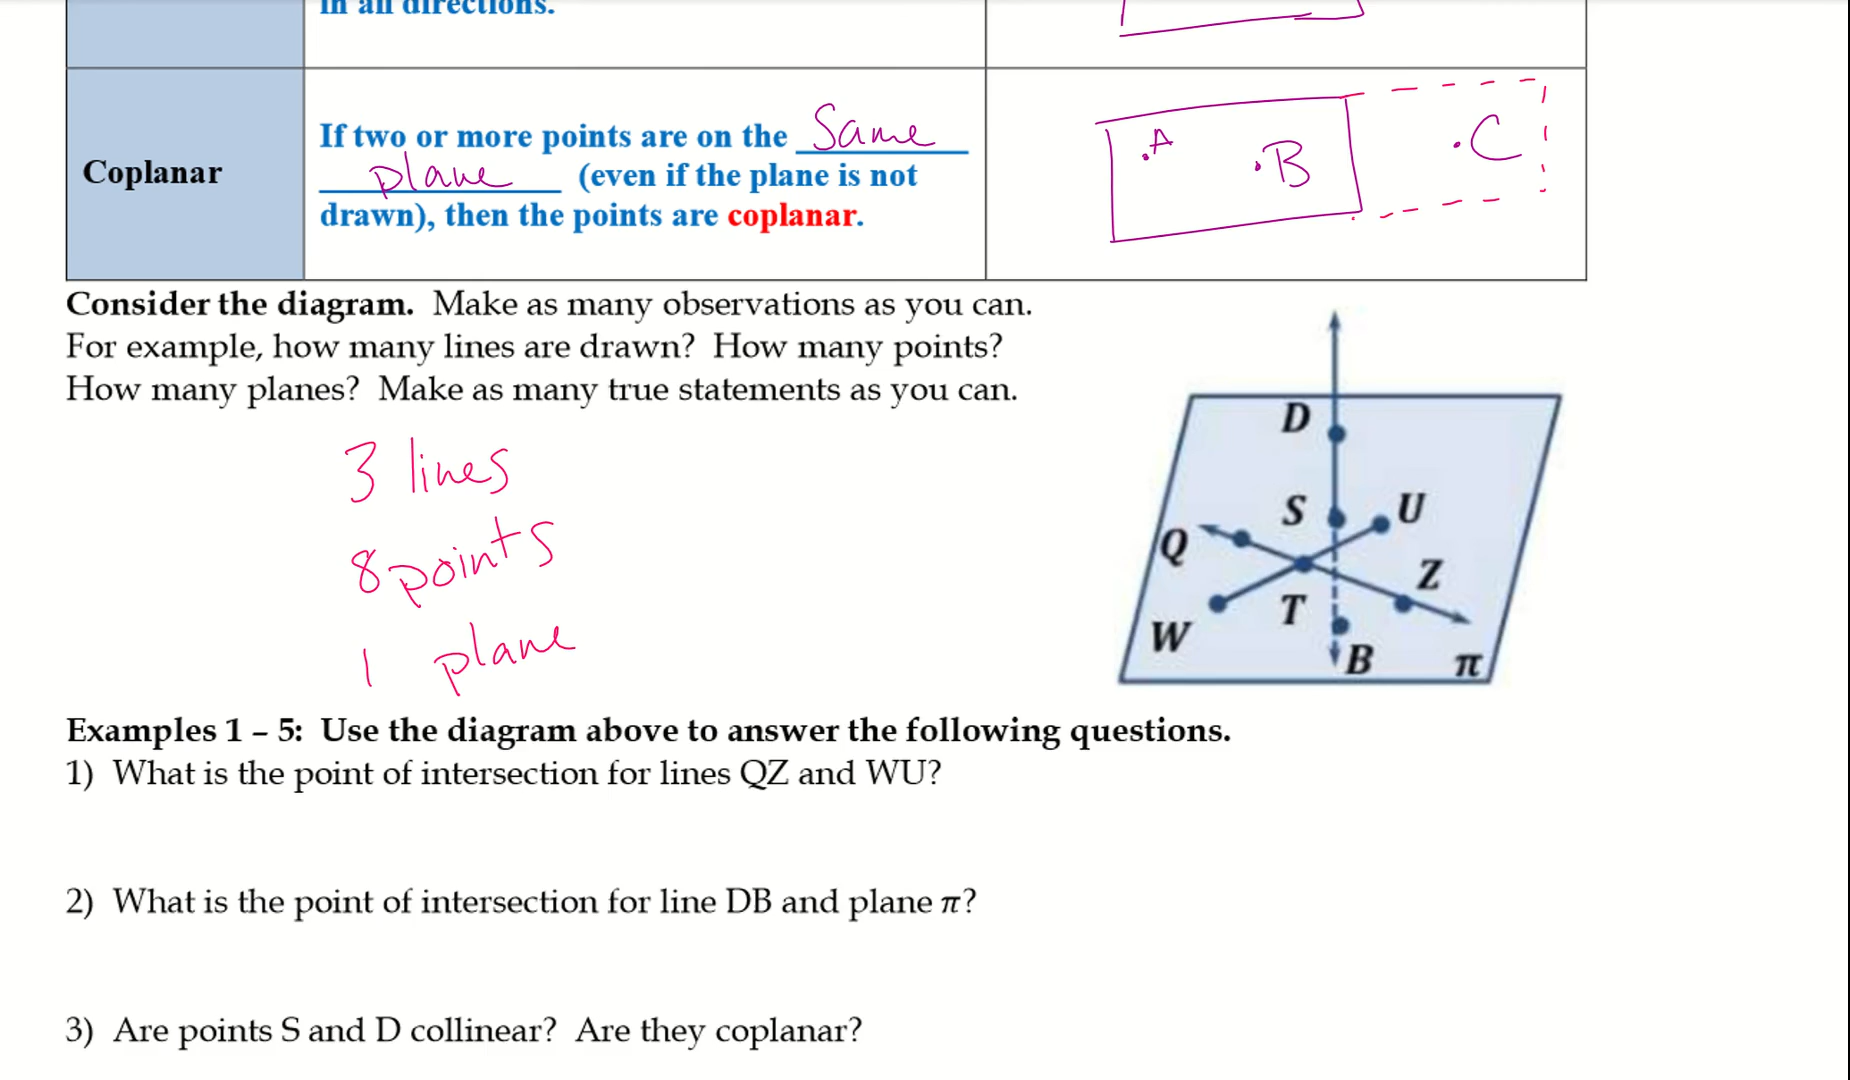 in all directions.
Coplanar
If two or more points are on the Same
plane (even if the plane is not
drawn), then the points are coplanar.
.A
.B
.C
Consider the diagram. Make as many observations as you can.
For example, how many lines are drawn? How many points?
How many planes? Make as many true statements as you can.
3 lines
8 points
1 plane
D
S
U
Q
Z
T
W
B
π
Examples 1 – 5: Use the diagram above to answer the following questions.
1) What is the point of intersection for lines QZ and WU?
2) What is the point of intersection for line DB and plane π?
3) Are points S and D collinear? Are they coplanar?